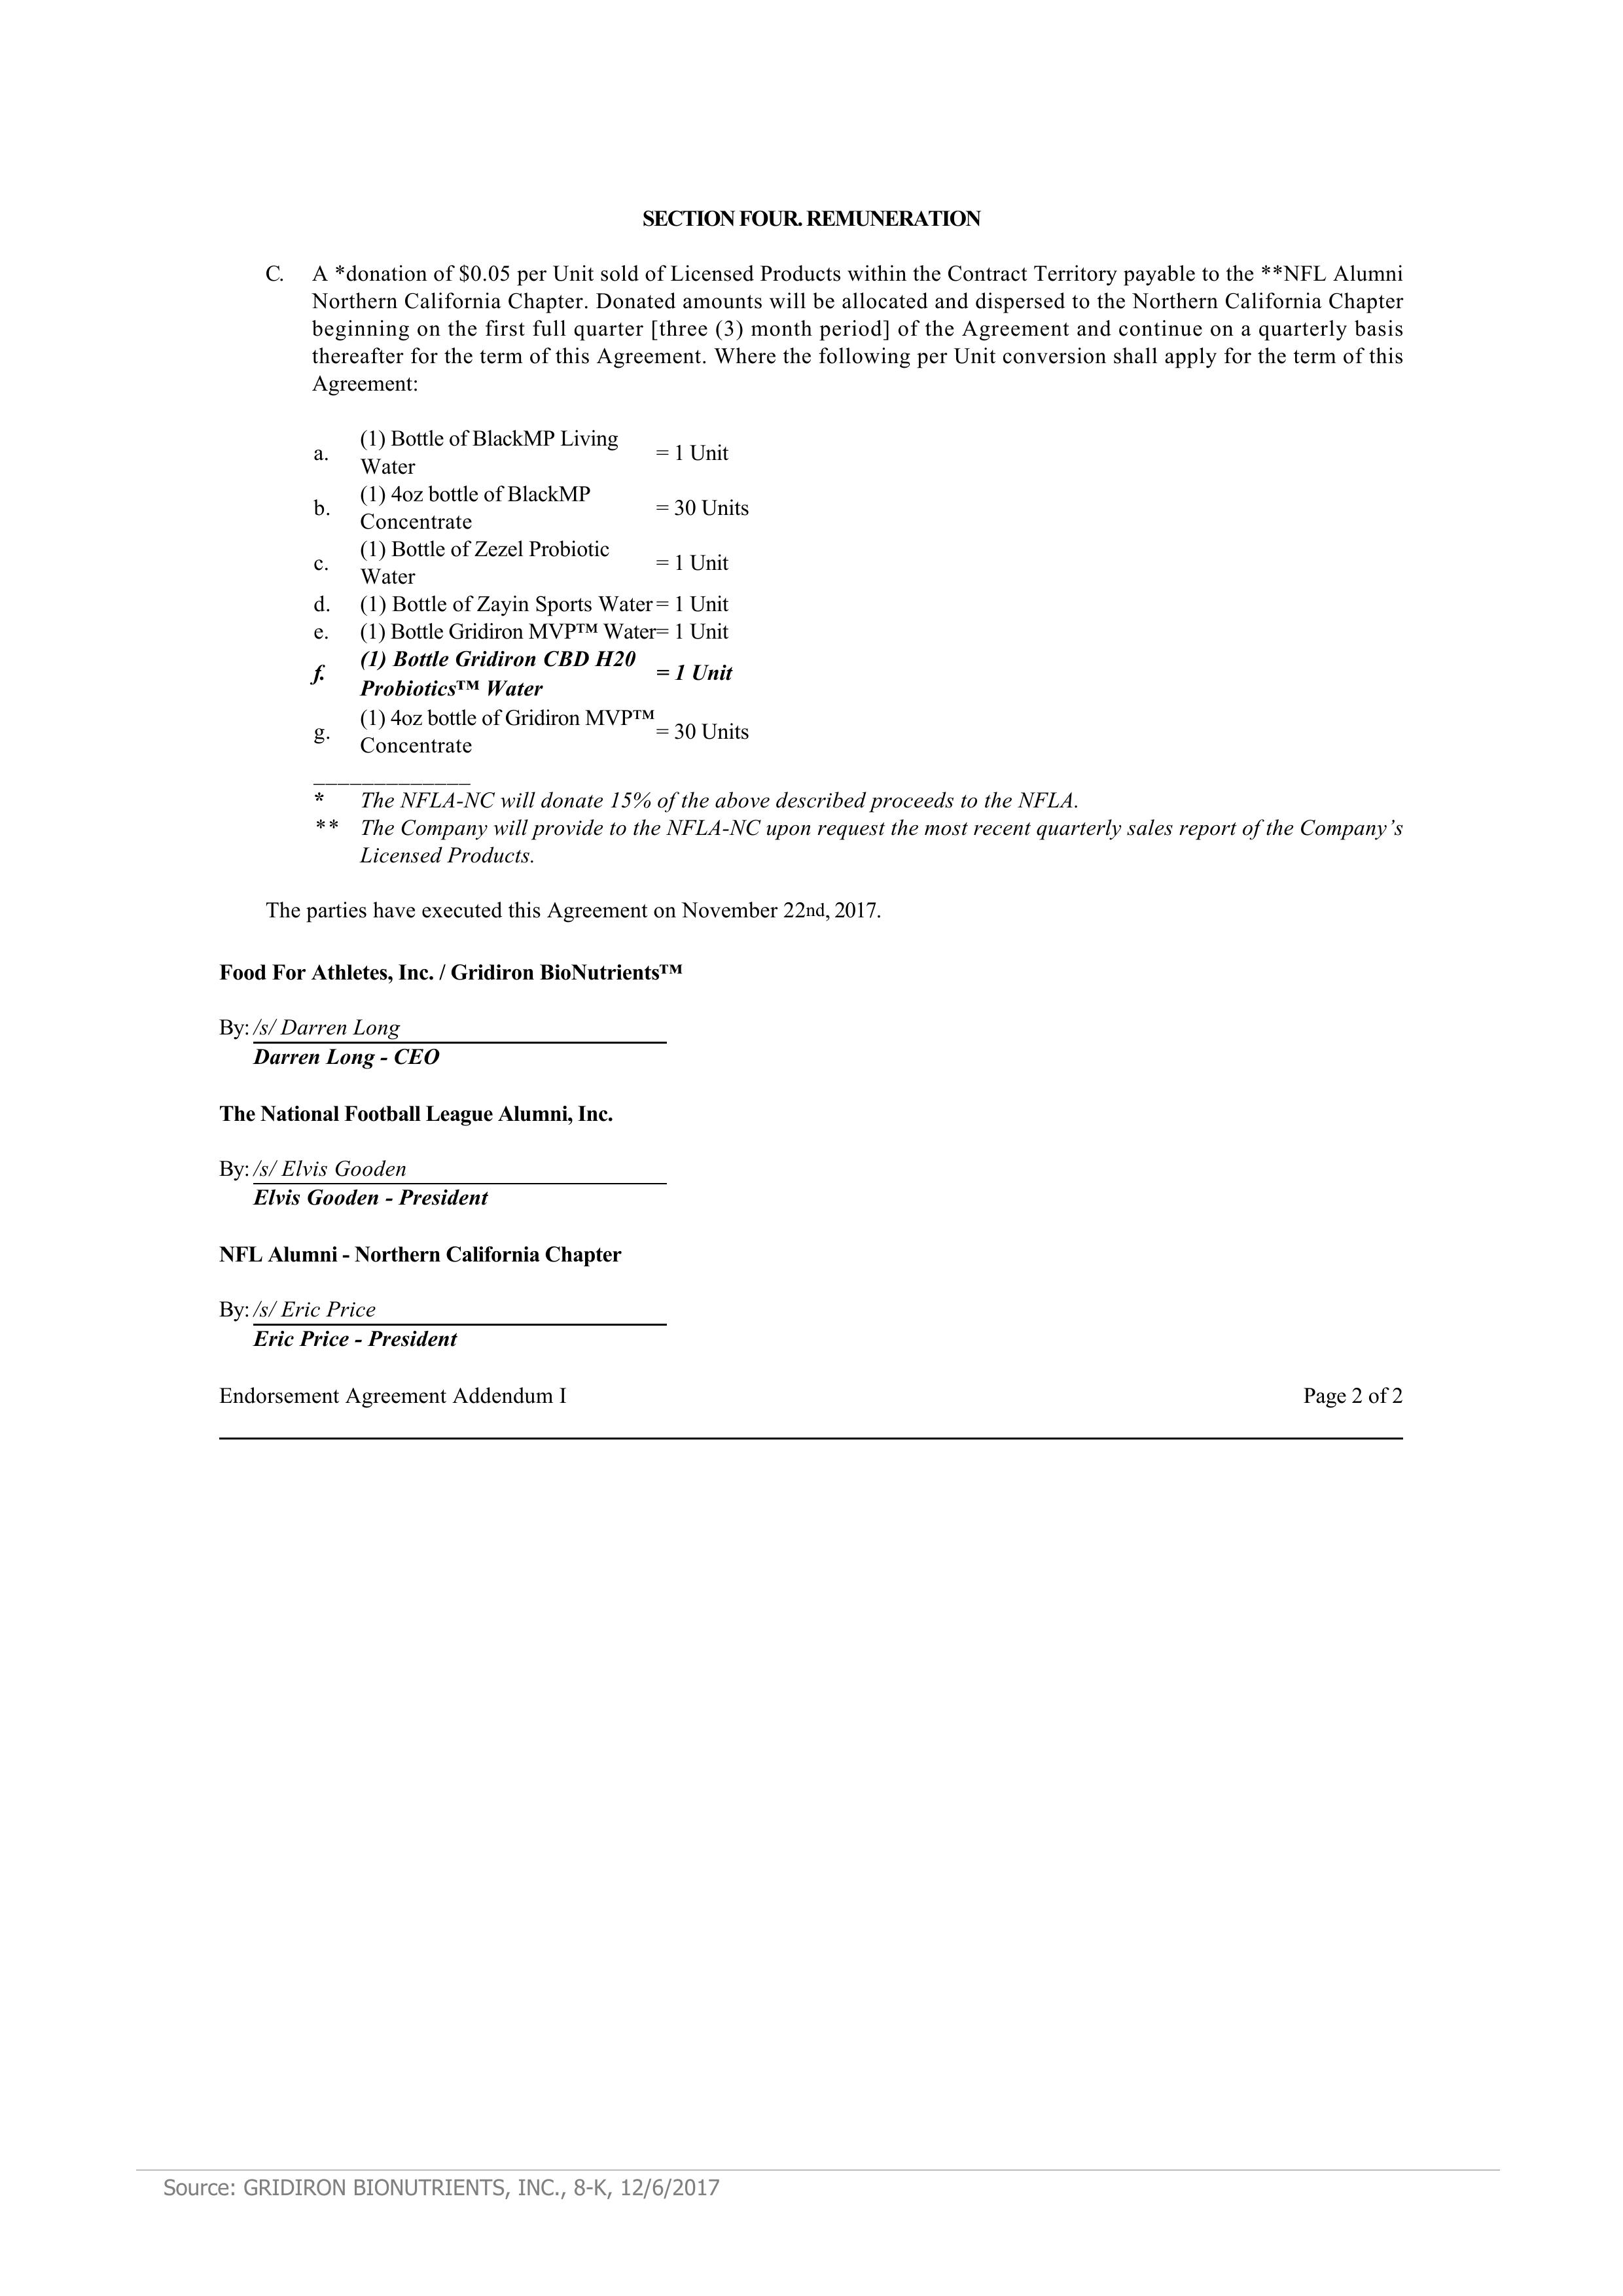 SECTION FOUR. REMUNERATION
C. A *donation of $0.05 per Unit sold of Licensed Products within the Contract Territory payable to the **NFL Alumni
Northern California Chapter. Donated amounts will be allocated and dispersed to the Northern California Chapter
beginning on the first full quarter [three (3) month period] of the Agreement and continue on a quarterly basis
thereafter for the term of this Agreement. Where the following per Unit conversion shall apply for the term of this
Agreement:
a. (1) Bottle of BlackMP Living
Water = 1 Unit
b. (1) 4oz bottle of BlackMP
Concentrate = 30 Units
c. (1) Bottle of Zezel Probiotic
Water = 1 Unit
d. (1) Bottle of Zayin Sports Water = 1 Unit
e. (1) Bottle Gridiron MVP™ Water = 1 Unit
f. (1) Bottle Gridiron CBD H20
Probiotics™ Water = 1 Unit
g. (1) 4oz bottle of Gridiron MVP™
Concentrate = 30 Units
______________
* The NFLA-NC will donate 15% of the above described proceeds to the NFLA.
** The Company will provide to the NFLA-NC upon request the most recent quarterly sales report of the Company’s
Licensed Products.
The parties have executed this Agreement on November 22nd, 2017.
Food For Athletes, Inc. / Gridiron BioNutrients™
By: /s/ Darren Long
Darren Long - CEO
The National Football League Alumni, Inc.
By: /s/ Elvis Gooden
Elvis Gooden - President
NFL Alumni - Northern California Chapter
By: /s/ Eric Price
Eric Price - President
Endorsement Agreement Addendum I Page 2 of 2
Source: GRIDIRON BIONUTRIENTS, INC., 8-K, 12/6/2017